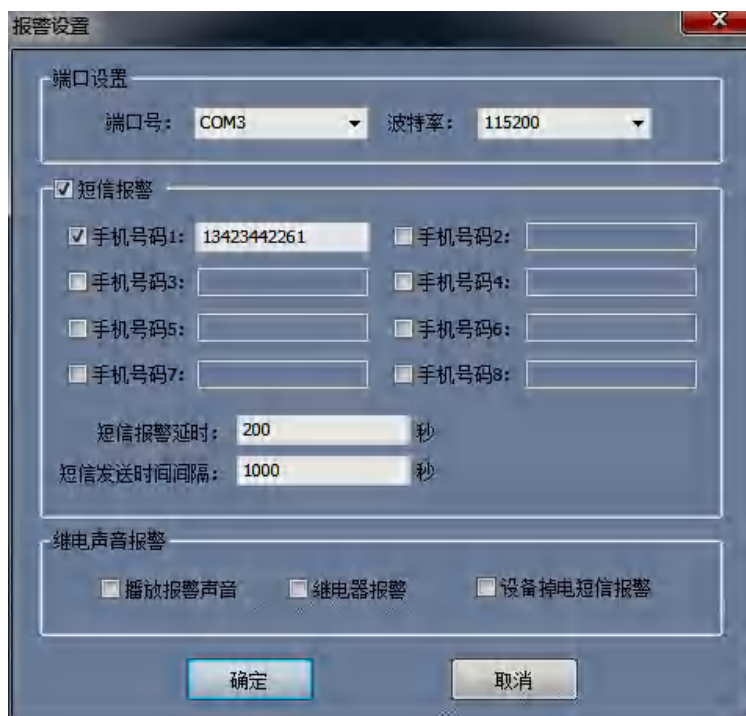 报警设置
端口设置
端口号： COM3 波特率： 115200
短信报警
手机号码1： 13423442261 手机号码2：
手机号码3： 手机号码4：
手机号码5： 手机号码6：
手机号码7： 手机号码8：
短信报警延时： 200 秒
短信发送时间间隔： 1000 秒
继电声音报警
播放报警声音 继电器报警 设备掉电短信报警
确定 取消